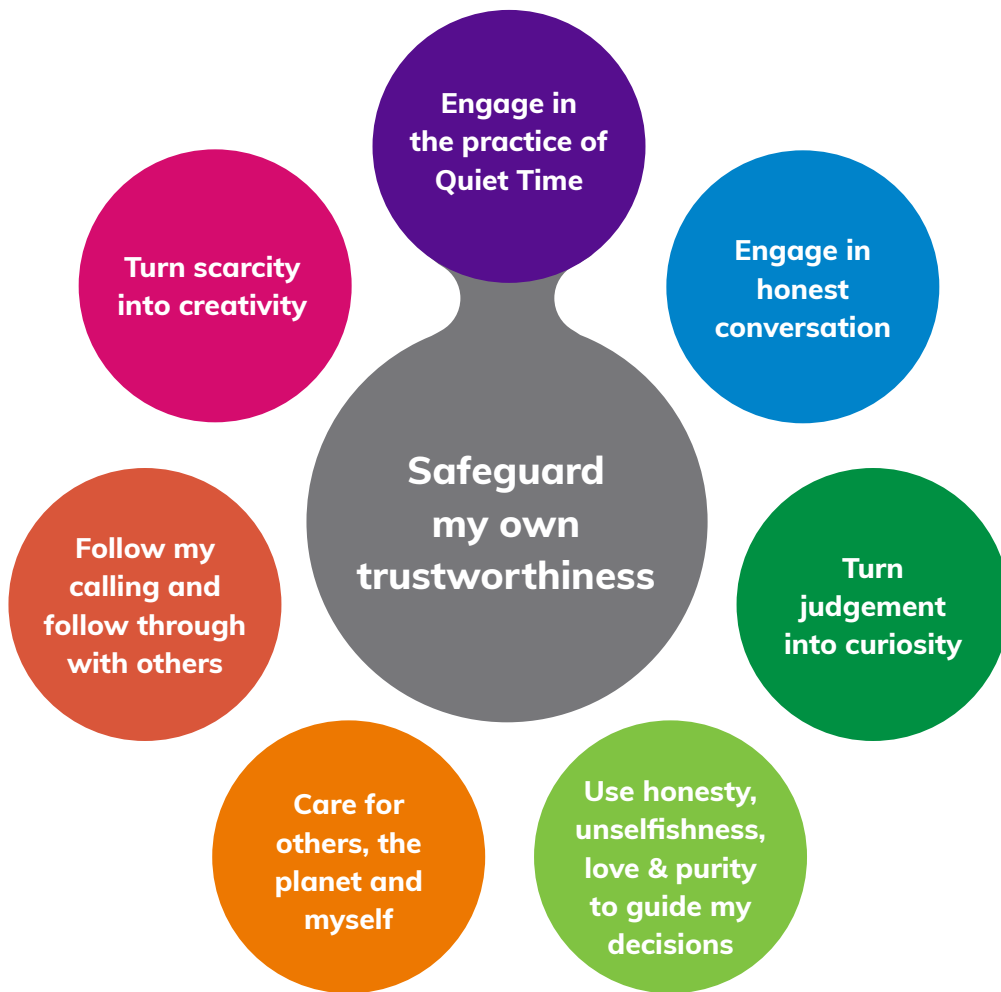 Engage in
the practice of
Quiet Time
Engage in
honest
conversation
Turn
judgement
into curiosity
Use honesty,
unselfishness,
love & purity
to guide my
decisions
Care for
others, the
planet and
myself
Follow my
calling and
follow through
with others
Turn scarcity
into creativity
Safeguard
my own
trustworthiness